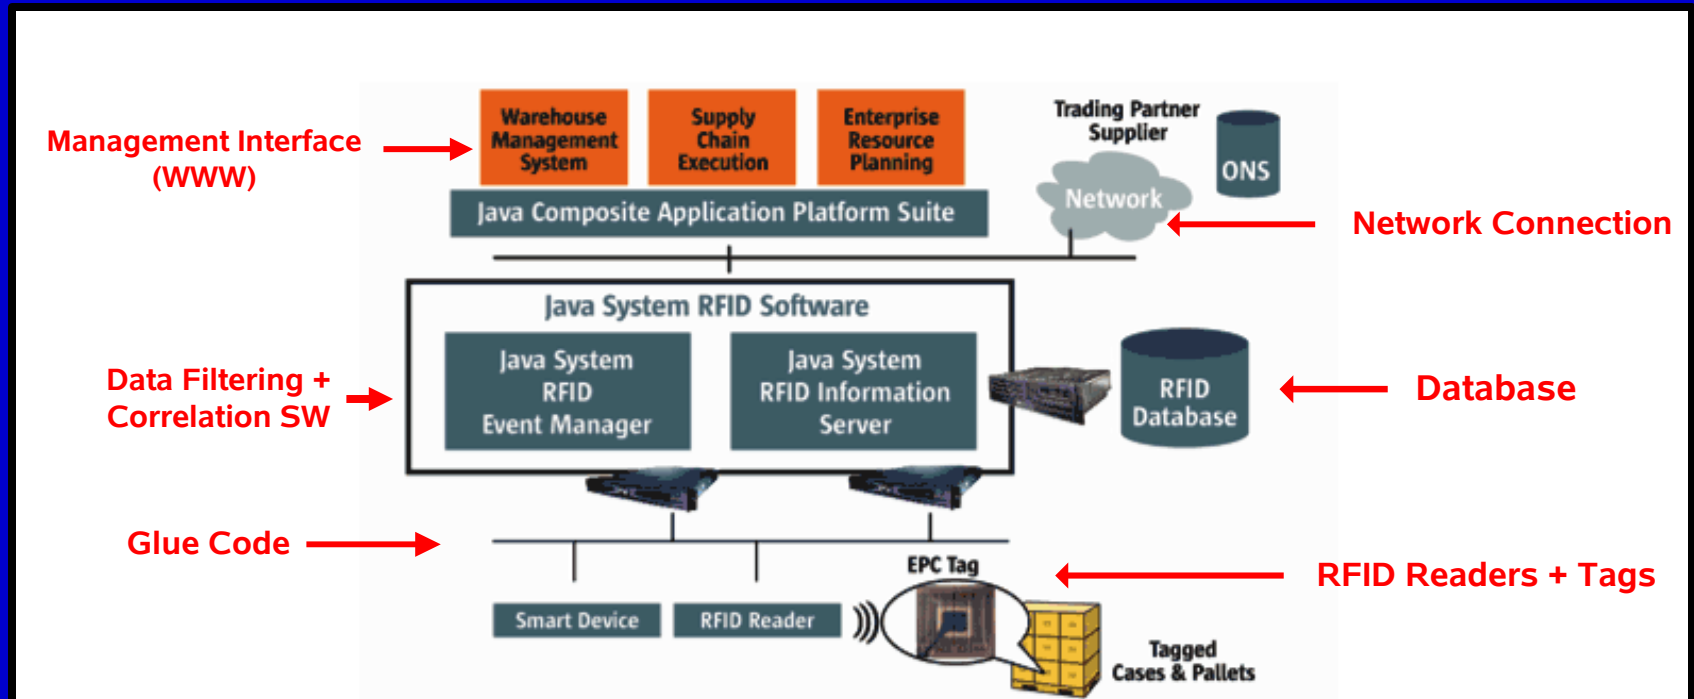 Management Interface
(WWW)
Warehouse
Management
System
Supply
Chain
Execution
Enterprise
Resource
Planning
Java Composite Application Platform Suite
Trading Partner
Supplier
ONS
Network
Network Connection
Java System RFID Software
Java System
RFID
Event Manager
Java System
RFID Information
Server
RFID
Database
Data Filtering +
Correlation SW
Database
Glue Code
EPC Tag
RFID Readers + Tags
Smart Device
RFID Reader
Tagged
Cases & Pallets